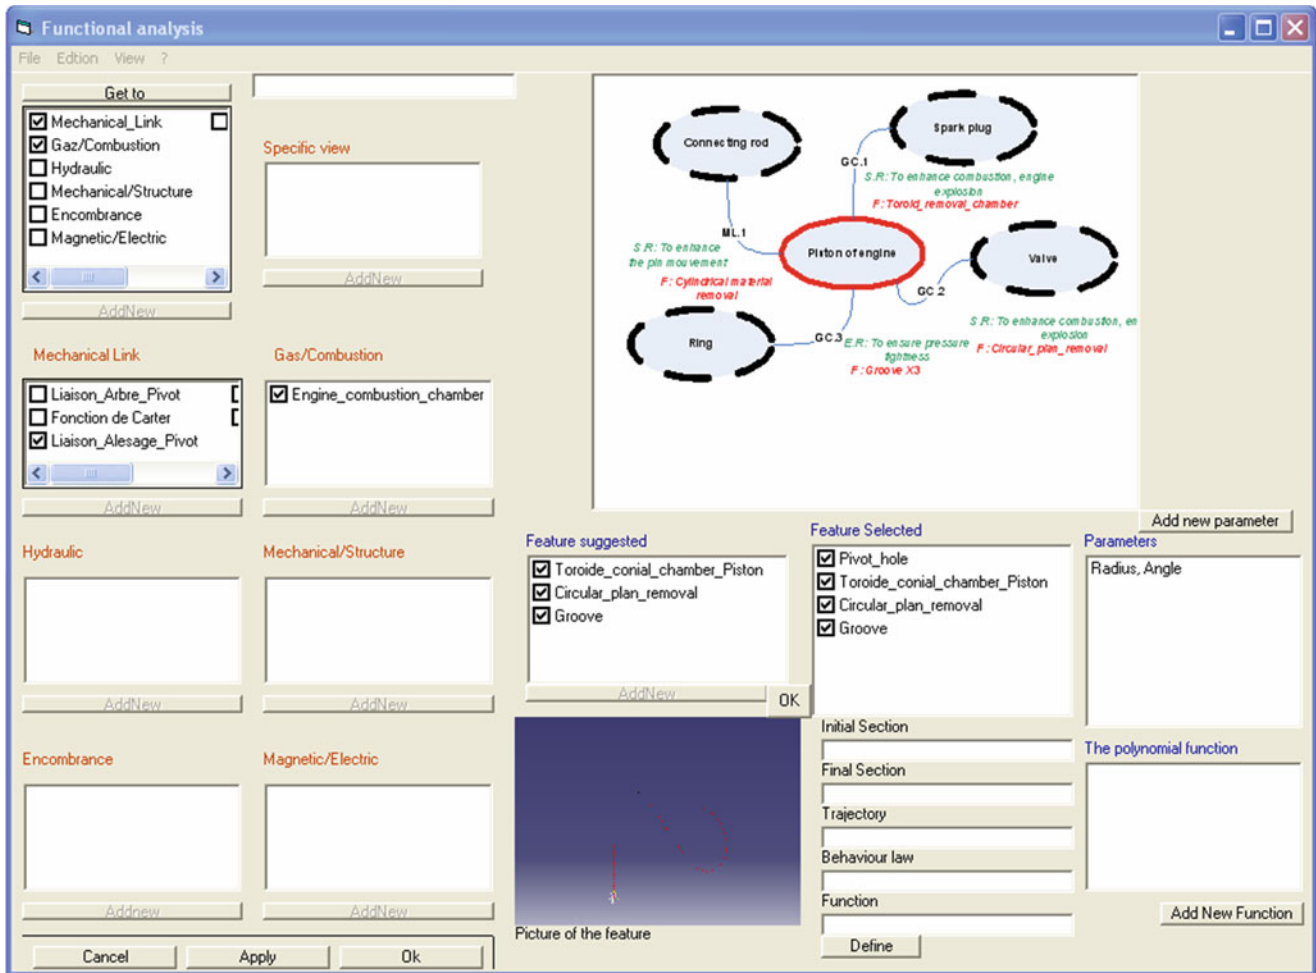 Functional analysis
File Edtion View ?
Get to
Mechanical_Link
Gaz/Combustion
Hydraulic
Mechanical/Structure
Encombrance
Magnetic/Electric
AddNew
Specific view
AddNew
Connecting rod
Spark plug
GC.1
S.R: To enhance combustion, engine
explosion
F: Toroid_removal_chamber
ML.1
S.R: To enhance
the pin mouvement
F: Cylindrical material
removal
Piston of engine
Valve
GC.2
S.R: To enhance combustion, en
explosion
F: Circular_plan_removal
Ring
GC.3
E.R: To ensure pressure
tightness
F: Groove X3
Mechanical Link
Liaison_Arbre_Pivot
Fonction de Carter
Liaison_Alesage_Pivot
AddNew
Gas/Combustion
Engine_combustion_chamber
AddNew
Hydraulic
AddNew
Mechanical/Structure
AddNew
Encombrance
Addnew
Magnetic/Electric
AddNew
Cancel
Apply
Ok
Feature suggested
Toroide_conial_chamber_Piston
Circular_plan_removal
Groove
AddNew
OK
Picture of the feature
Feature Selected
Pivot_hole
Toroide_conial_chamber_Piston
Circular_plan_removal
Groove
Initial Section
Final Section
Trajectory
Behaviour law
Function
Define
Add new parameter
Parameters
Radius, Angle
The polynomial function
Add New Function